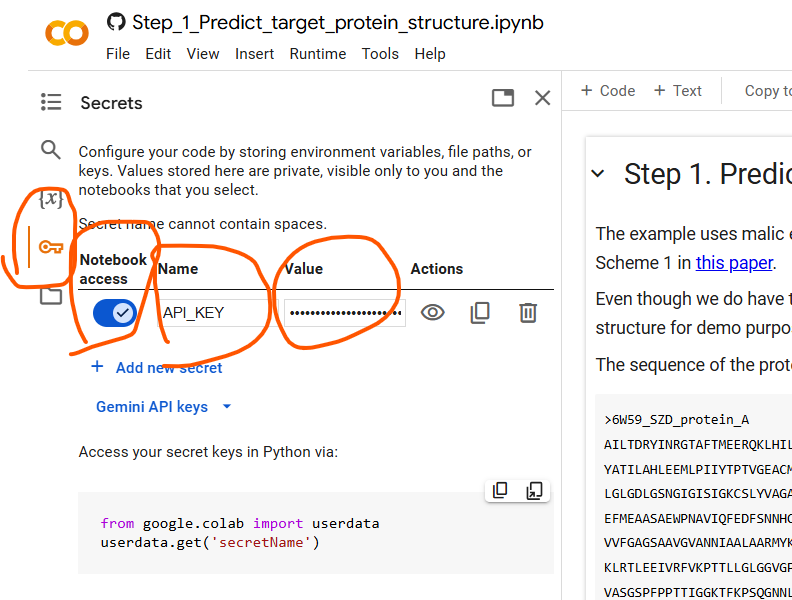 Step_1_Predict_target_protein_structure.ipynb
File Edit View Insert Runtime Tools Help
Secrets
+ Code + Text Copy to
Configure your code by storing environment variables, file paths, or
keys. Values stored here are private, visible only to you and the
notebooks that you select.
{x}
Secret name cannot contain spaces.
Notebook
access
Name Value Actions
API_KEY ••••••••••••••••••••••
+ Add new secret
Gemini API keys
Access your secret keys in Python via:
from google.colab import userdata
userdata.get('secretName')
Step 1. Predic
The example uses malic e
Scheme 1 in this paper.
Even though we do have t
structure for demo purpo
The sequence of the prote
>6W59_SZD_protein_A
AILTDRYINRGTAFTMEERQKLHIL
YATILAHLEEMLPIIYTPTVGEACM
LGLGDLGSNGIGISIGKCSLYVAGA
EFMEAASAEWPNAVIQFEDFSNNHC
VVFGAGSAAVGVANNIAALAARMYK
KLRTLEEIVRFVKPTTLLGLGGVGP
VASGSPFPPTTIGGKTFKPSQGNNL